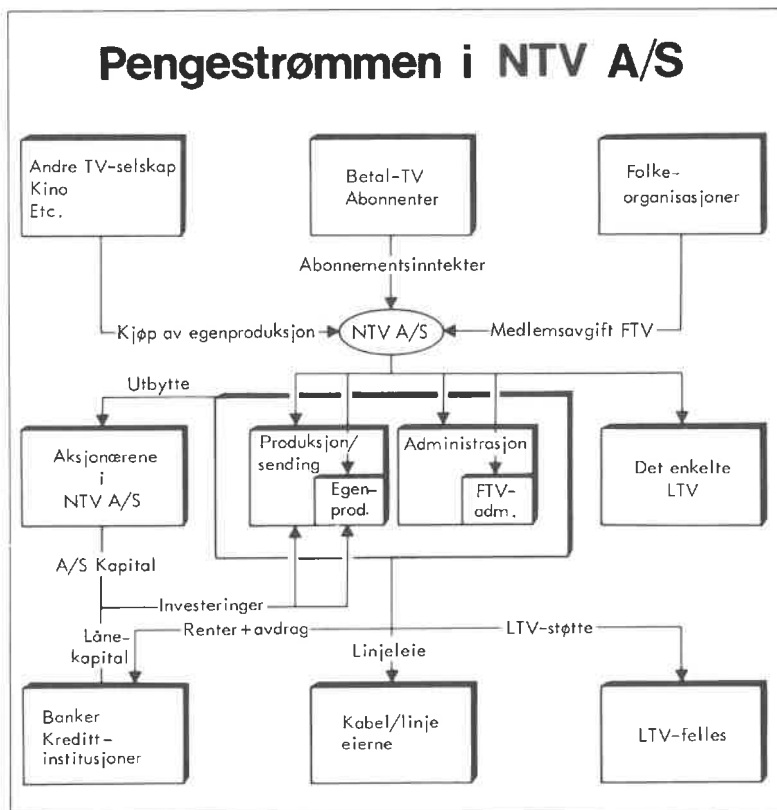 Pengestrømmen i NTV A/S
Andre TV-selskap
Kino
Etc.
Betal-TV
Abonnenter
Folke-
organisasjoner
Abonnementsinntekter
Kjøp av egenproduksjon
NTV A/S
Medlemsavgift FTV
Utbytte
Aksjonærene
i
NTV A/S
Produksjon/
sending
Egen-
prod.
Administrasjon
FTV-
adm.
Det enkelte
LTV
A/S Kapital
Investeringer
Låne-
kapital
Renter+avdrag
Linjeleie
LTV-støtte
Banker
Kreditt-
institusjoner
Kabel/linje
eierne
LTV-felles